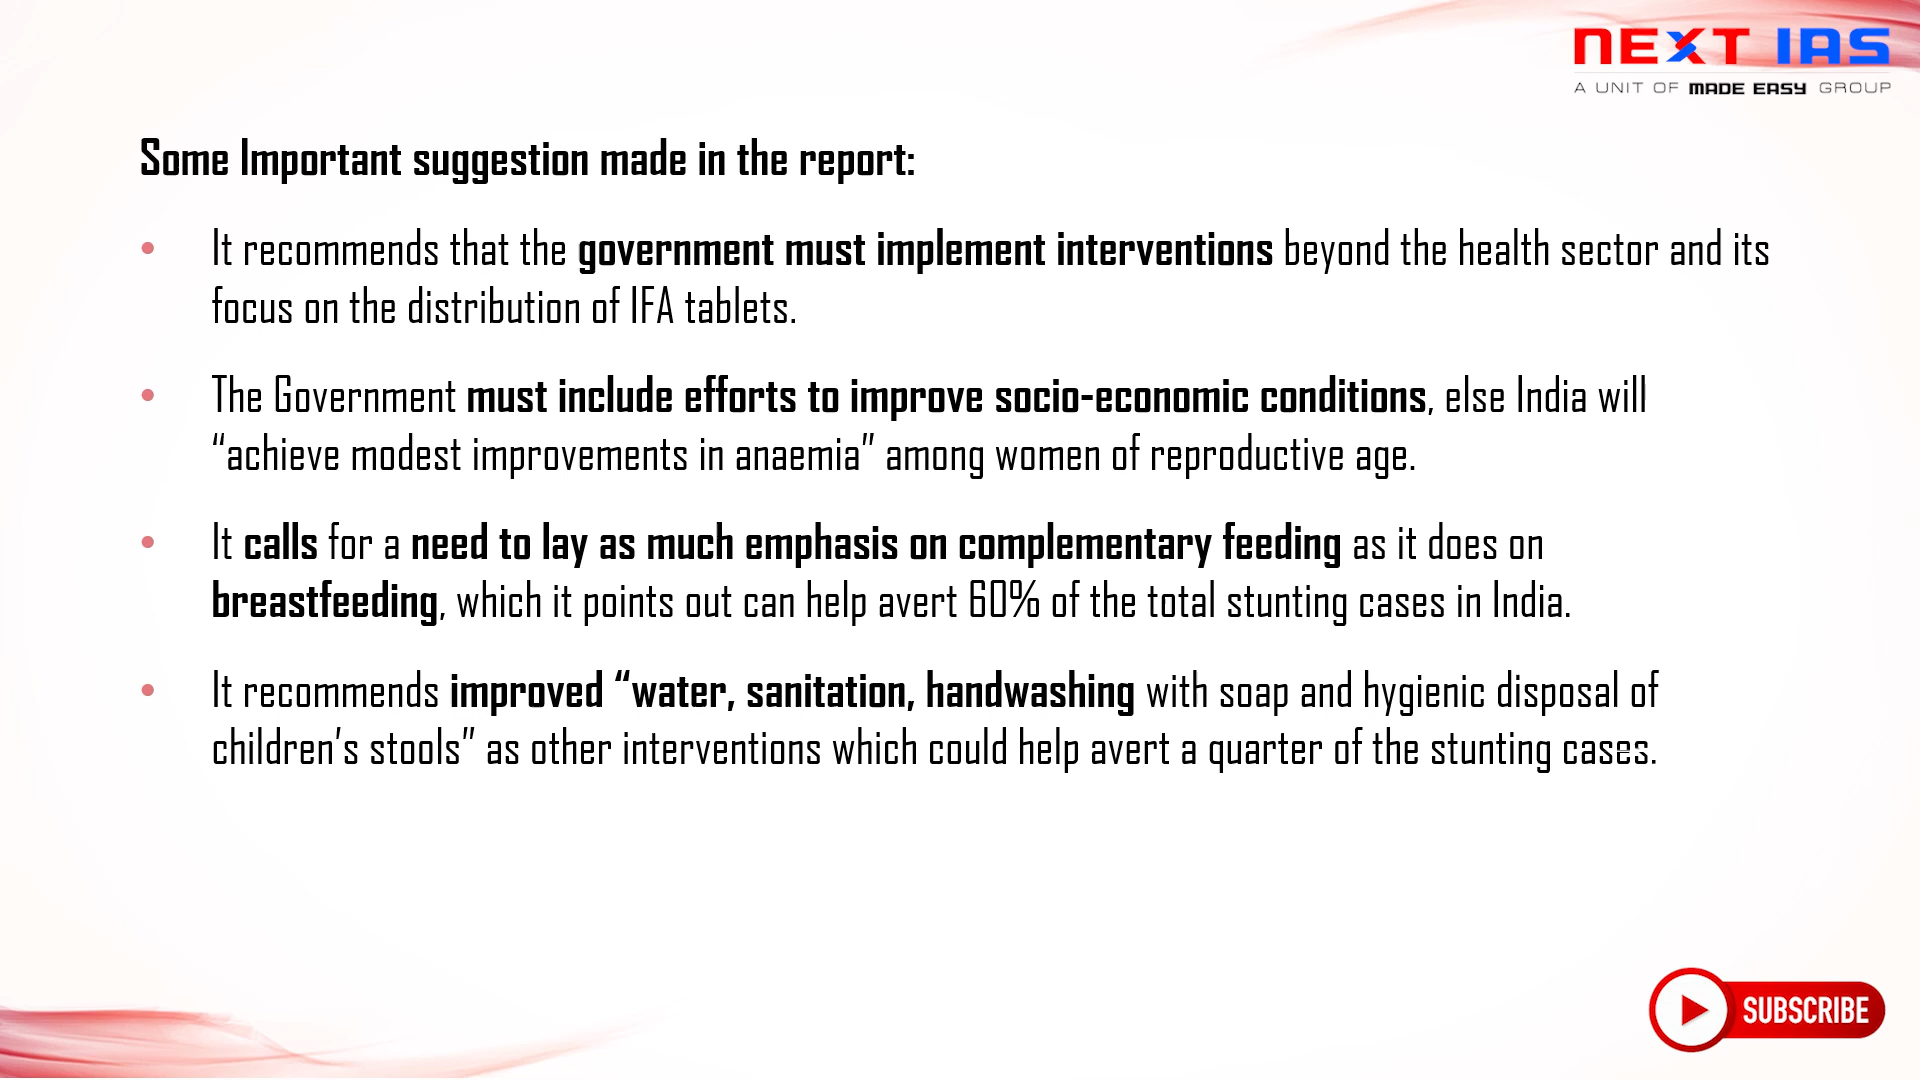 NEXT IAS
A UNIT OF MADE EASY GROUP
Some Important suggestion made in the report:
• It recommends that the government must implement interventions beyond the health sector and its
focus on the distribution of IFA tablets.
• The Government must include efforts to improve socio-economic conditions, else India will
“achieve modest improvements in anaemia” among women of reproductive age.
• It calls for a need to lay as much emphasis on complementary feeding as it does on
breastfeeding, which it points out can help avert 60% of the total stunting cases in India.
• It recommends improved “water, sanitation, handwashing with soap and hygienic disposal of
children’s stools” as other interventions which could help avert a quarter of the stunting cases.
SUBSCRIBE